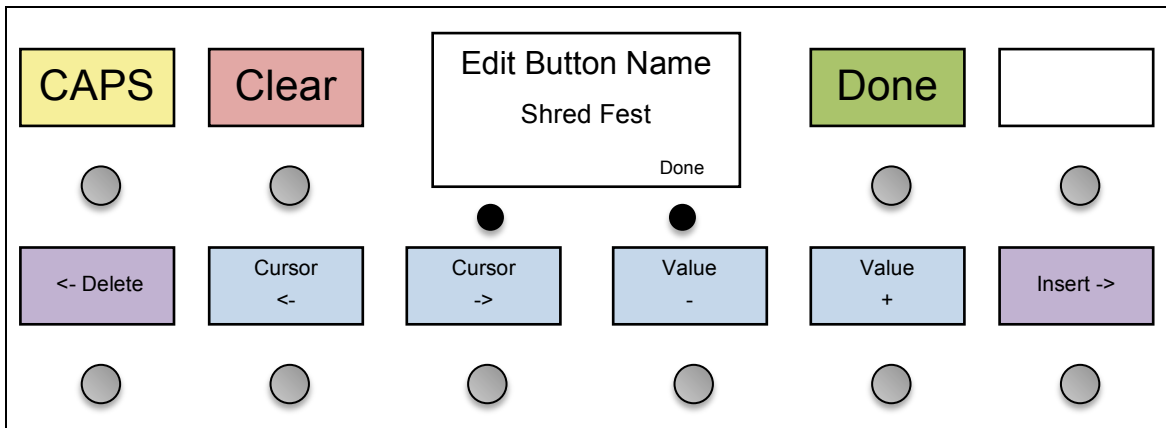 CAPS
Clear
Edit Button Name
Shred Fest
Done
Done
<- Delete
Cursor
<-
Cursor
->
Value
-
Value
+
Insert ->